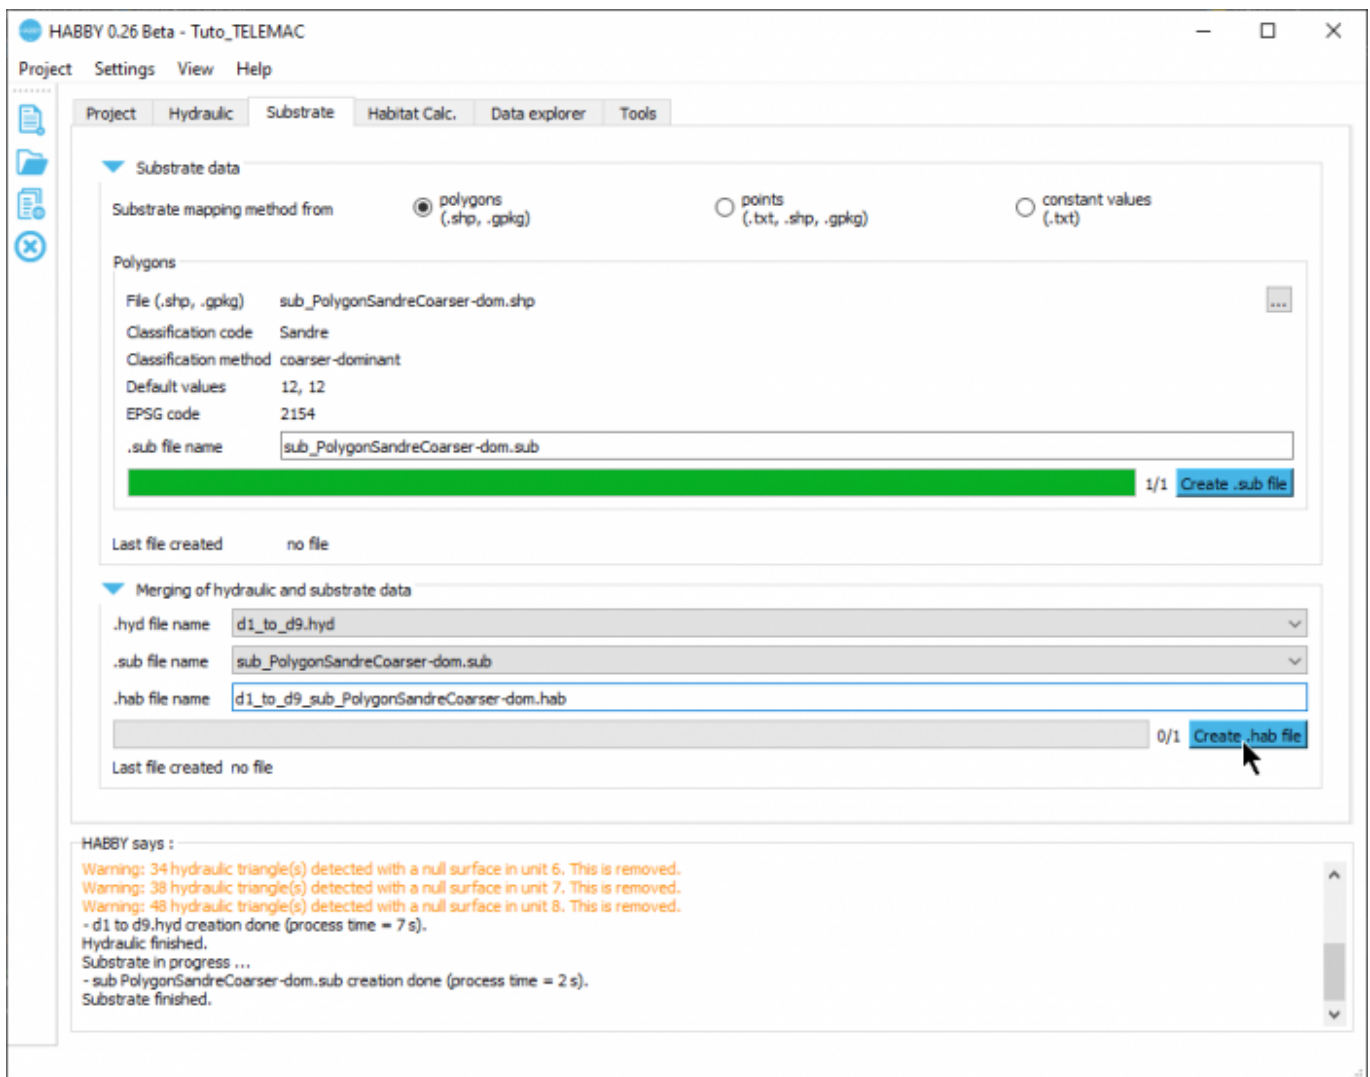 HABBY 0.26 Beta - Tuto_TELEMAC
Project Settings View Help
Project Hydraulic Substrate Habitat Calc. Data explorer Tools
Substrate data
Substrate mapping method from
polygons
(.shp, .gpkg)
points
(.txt, .shp, .gpkg)
constant values
(.txt)
Polygons
File (.shp, .gpkg) sub_PolygonSandreCoarser-dom.shp ...
Classification code Sandre
Classification method coarser-dominant
Default values 12, 12
EPSG code 2154
.sub file name sub_PolygonSandreCoarser-dom.sub
1/1 Create .sub file
Last file created no file
Merging of hydraulic and substrate data
.hyd file name d1_to_d9.hyd
.sub file name sub_PolygonSandreCoarser-dom.sub
.hab file name d1_to_d9_sub_PolygonSandreCoarser-dom.hab
0/1 Create .hab file
Last file created no file
HABBY says :
Warning: 34 hydraulic triangle(s) detected with a null surface in unit 6. This is removed.
Warning: 38 hydraulic triangle(s) detected with a null surface in unit 7. This is removed.
Warning: 48 hydraulic triangle(s) detected with a null surface in unit 8. This is removed.
- d1 to d9.hyd creation done (process time = 7 s).
Hydraulic finished.
Substrate in progress ...
- sub PolygonSandreCoarser-dom.sub creation done (process time = 2 s).
Substrate finished.